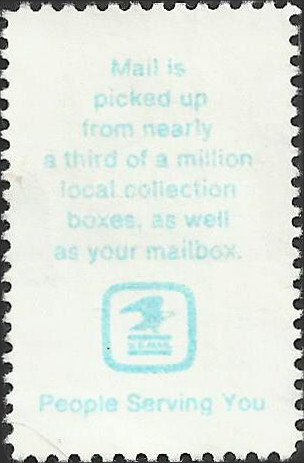 Mail is
picked up
from nearly
a third of a million
local collection
boxes, as well
as your mailbox.
U.S.MAIL
People Serving You